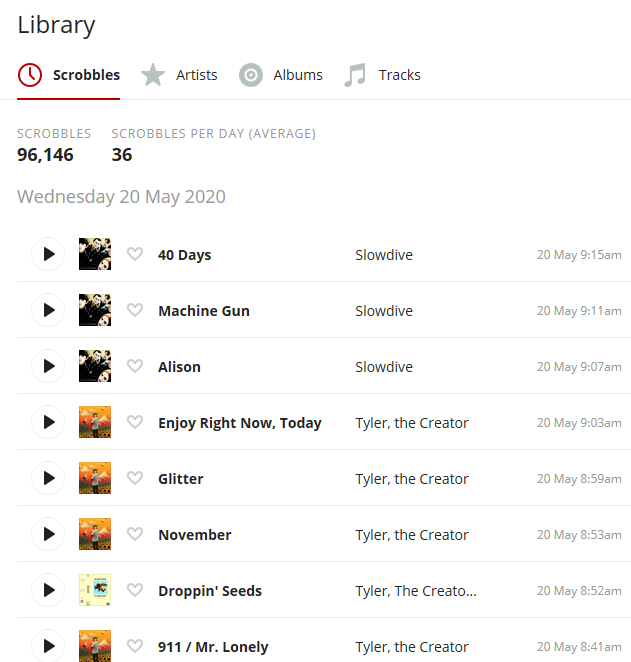 Library
Scrobbles Artists Albums Tracks
SCROBBLES SCROBBLES PER DAY (AVERAGE)
96,146 36
Wednesday 20 May 2020
40 Days Slowdive 20 May 9:15am
Machine Gun Slowdive 20 May 9:11am
Alison Slowdive 20 May 9:07am
Enjoy Right Now, Today Tyler, the Creator 20 May 9:03am
Glitter Tyler, the Creator 20 May 8:59am
November Tyler, the Creator 20 May 8:53am
Droppin' Seeds Tyler, The Creato... 20 May 8:52am
911 / Mr. Lonely Tyler, the Creator 20 May 8:41am